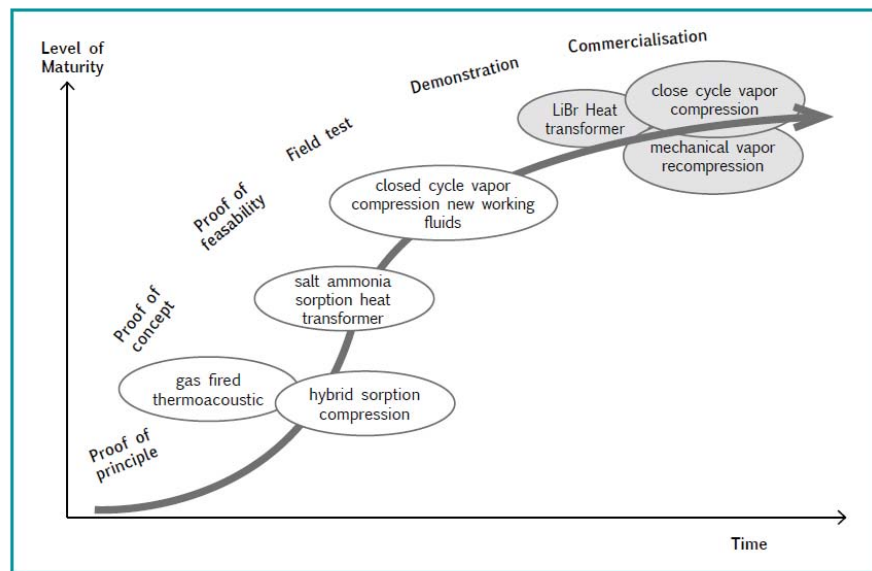 Level of
Maturity
Commercialisation
Demonstration
Field test
Proof of
feasability
Proof of
concept
Proof of
principle
LiBr Heat
transformer
close cycle vapor
compression
mechanical vapor
recompression
closed cycle vapor
compression new working
fluids
salt ammonia
sorption heat
transformer
gas fired
thermoacoustic
hybrid sorption
compression
Time